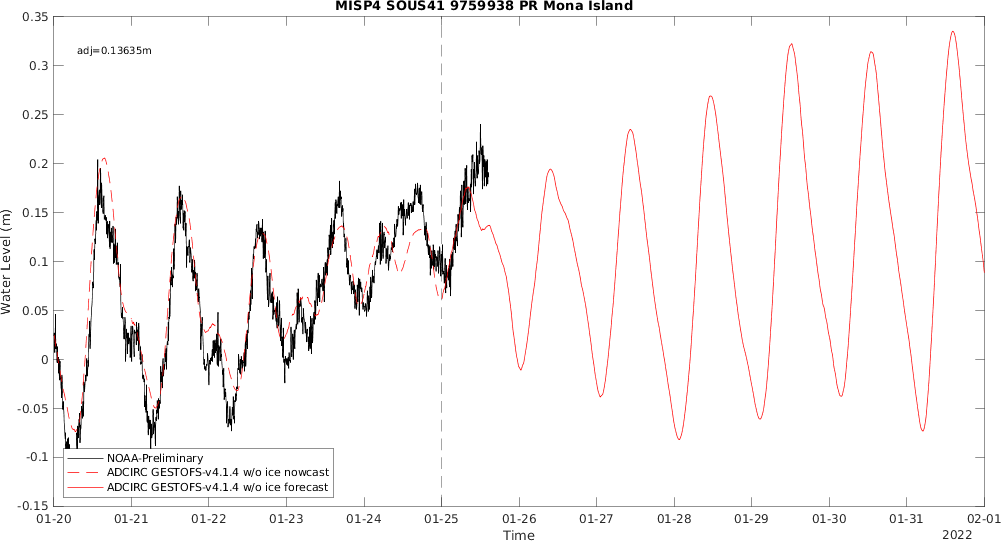 MISP4 SOUS41 9759938 PR Mona Island
adj=0.13635m
Water Level (m)
0.35
0.3
0.25
0.2
0.15
0.1
0.05
0
-0.05
-0.1
-0.15
NOAA-Preliminary
ADCIRC GESTOFS-v4.1.4 w/o ice nowcast
ADCIRC GESTOFS-v4.1.4 w/o ice forecast
01-20 01-21 01-22 01-23 01-24 01-25 01-26 01-27 01-28 01-29 01-30 01-31 02-01
Time
2022